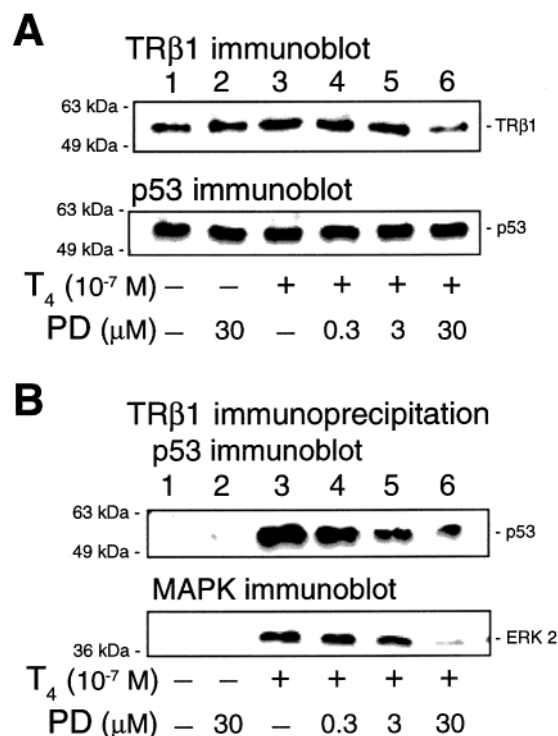 A
TRβ1 immunoblot
1 2 3 4 5 6
63 kDa -
- TRβ1
49 kDa -
p53 immunoblot
63 kDa -
- p53
49 kDa -
T4 (10-7 M) – – + + + +
PD (μM) – 30 – 0.3 3 30
B
TRβ1 immunoprecipitation
p53 immunoblot
1 2 3 4 5 6
63 kDa -
- p53
49 kDa -
MAPK immunoblot
- ERK 2
36 kDa -
T4 (10-7 M) – – + + + +
PD (μM) – 30 – 0.3 3 30